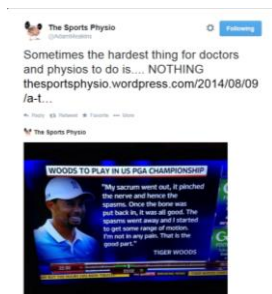 The Sports Physio
Following
Sometimes the hardest thing for doctors
and physios to do is.... NOTHING
thesportsphysio.wordpress.com/2014/08/09
/a-t...
Reply Retweet Favorite More
The Sports Physio
WOODS TO PLAY IN US PGA CHAMPIONSHIP
"My sacrum went out, it pinched
the nerve and hence the
spasms. Once the bone was
put back in, it was all good. The
spasms went away and I started
to get some range of motion.
I'm not in any pain. That is the
good part."
TIGER WOODS